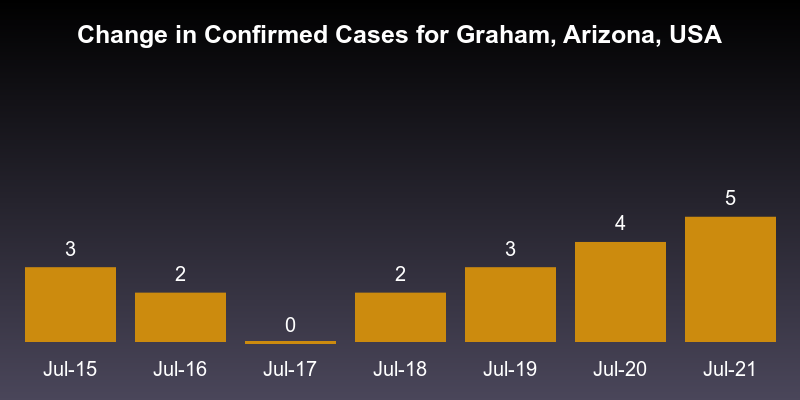 Change in Confirmed Cases for Graham, Arizona, USA
3 2 0 2 3 4 5
Jul-15 Jul-16 Jul-17 Jul-18 Jul-19 Jul-20 Jul-21